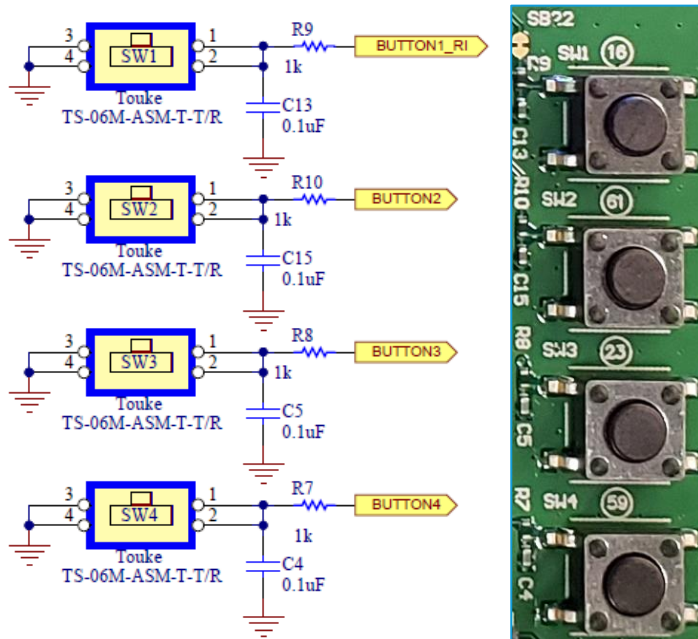 3
4
SW1
1
2
R9
1k
BUTTON1_RI
C13
0.1uF
Touke
TS-06M-ASM-T-T/R
3
4
SW2
1
2
R10
1k
BUTTON2
C15
0.1uF
Touke
TS-06M-ASM-T-T/R
3
4
SW3
1
2
R8
1k
BUTTON3
C5
0.1uF
Touke
TS-06M-ASM-T-T/R
3
4
SW4
1
2
R7
1k
BUTTON4
C4
0.1uF
Touke
TS-06M-ASM-T-T/R
SB22
SW1 16
R9
C13/R10
SW2 61
C15
R8
SW3 23
C5
R7
SW4 59
C4